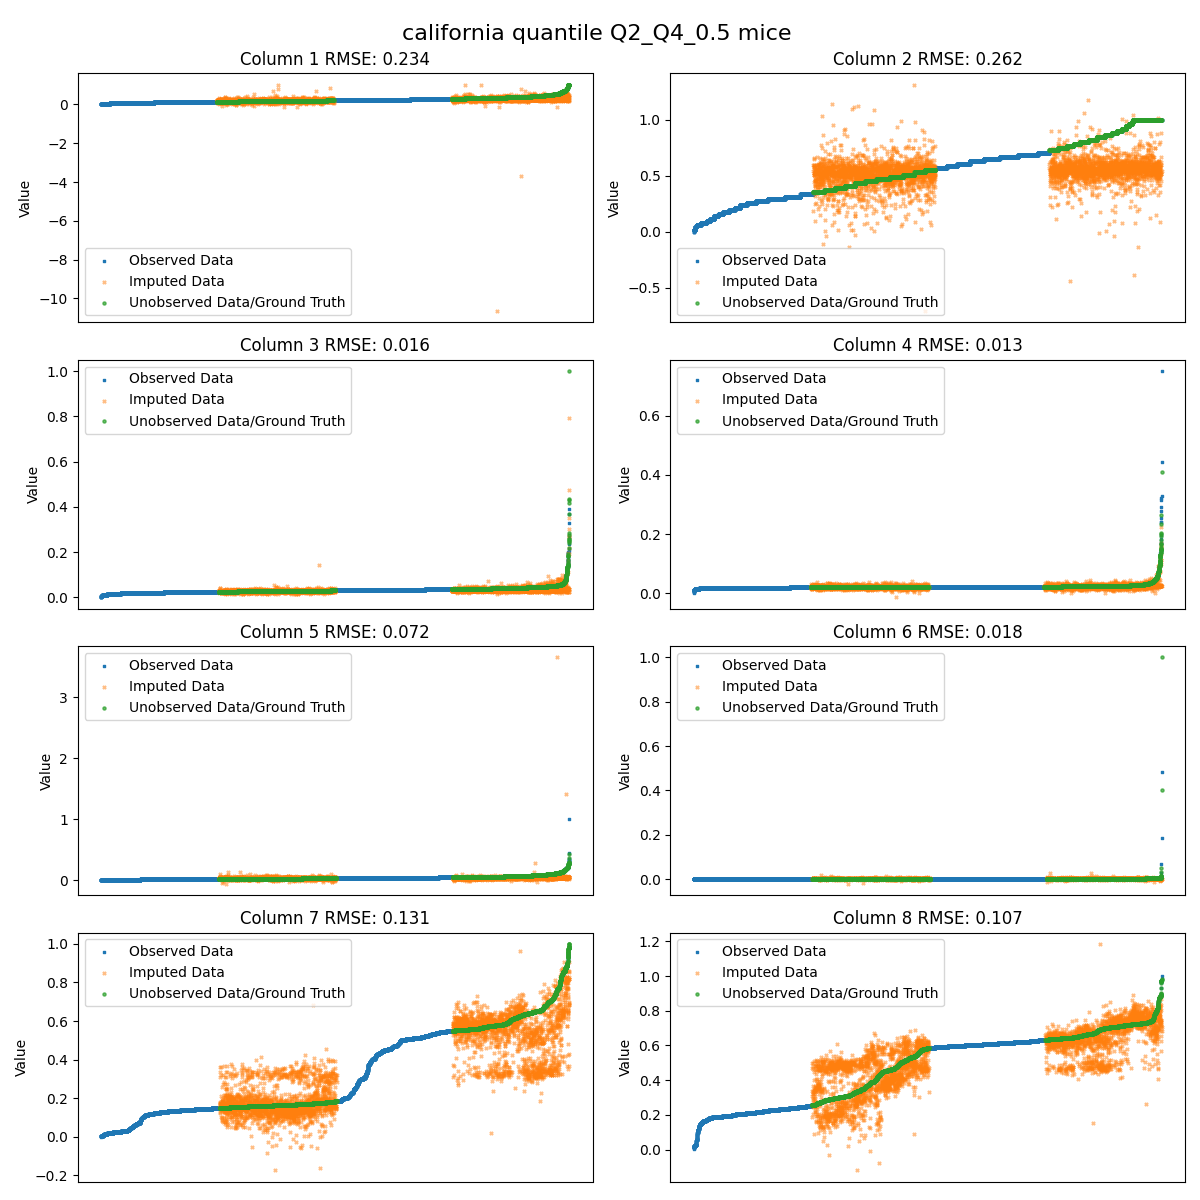 california quantile Q2_Q4_0.5 mice
Column 1 RMSE: 0.234
0
−2
−4
−6
−8
−10
Value
Observed Data
Imputed Data
Unobserved Data/Ground Truth
Column 2 RMSE: 0.262
1.0
0.5
0.0
−0.5
Value
Observed Data
Imputed Data
Unobserved Data/Ground Truth
Column 3 RMSE: 0.016
1.0
0.8
0.6
0.4
0.2
0.0
Value
Observed Data
Imputed Data
Unobserved Data/Ground Truth
Column 4 RMSE: 0.013
0.6
0.4
0.2
0.0
Value
Observed Data
Imputed Data
Unobserved Data/Ground Truth
Column 5 RMSE: 0.072
3
2
1
0
Value
Observed Data
Imputed Data
Unobserved Data/Ground Truth
Column 6 RMSE: 0.018
1.0
0.8
0.6
0.4
0.2
0.0
Value
Observed Data
Imputed Data
Unobserved Data/Ground Truth
Column 7 RMSE: 0.131
1.0
0.8
0.6
0.4
0.2
0.0
−0.2
Value
Observed Data
Imputed Data
Unobserved Data/Ground Truth
Column 8 RMSE: 0.107
1.2
1.0
0.8
0.6
0.4
0.2
0.0
Value
Observed Data
Imputed Data
Unobserved Data/Ground Truth